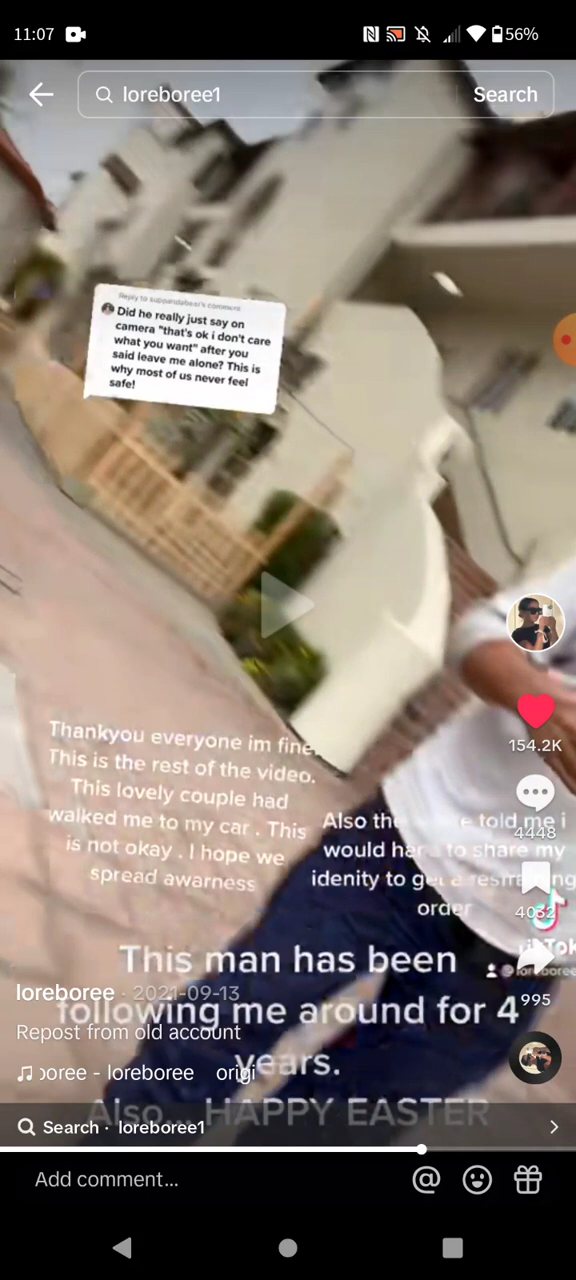 11:07
56%
loreboree1
Search
Did he really just say on
camera "that's ok i don't care
what you want" after you
said leave me alone? This is
why most of us never feel
safe!
154.2K
4448
4032
995
Thankyou everyone im fine.
This is the rest of the video.
This lovely couple had
walked me to my car . This
is not okay . I hope we
spread awarness
Also the
told me i
would have to share my
idenity to get a restraining
order
This man has been
following me around for 4
years.
Also... HAPPY EASTER
loreboree · 2021-09-13
Repost from old account
oree - loreboree origi
Search · loreboree1
Add comment...